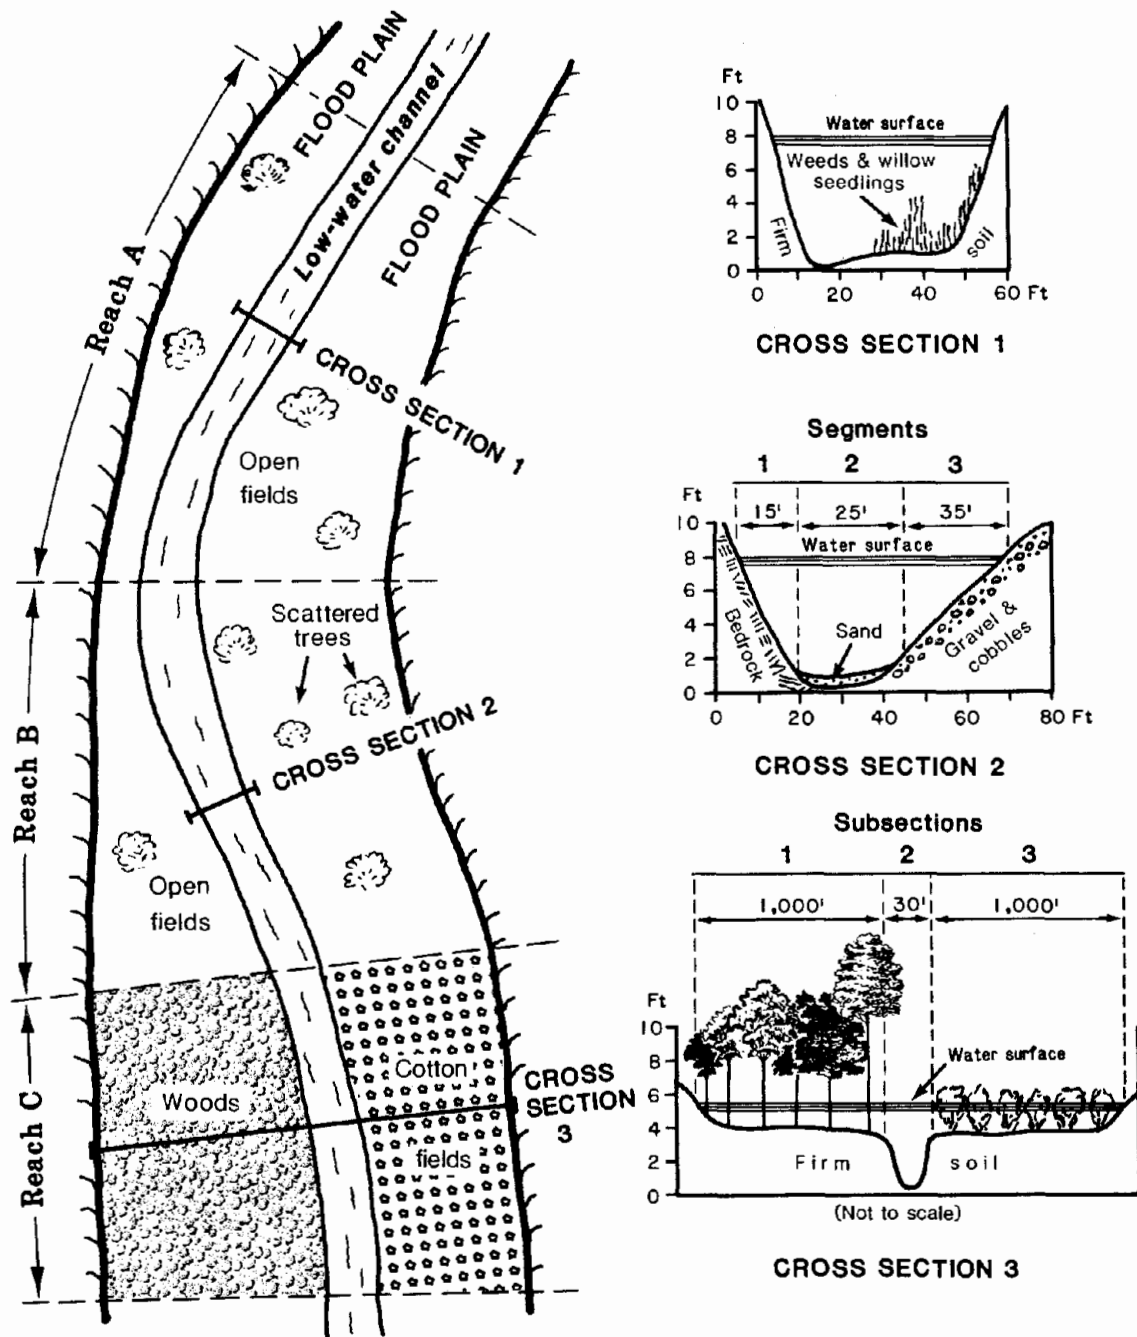 FLOOD PLAIN
Low-water channel
FLOOD PLAIN
Reach A
CROSS SECTION 1
Open
fields
Scattered
trees
Reach B
CROSS SECTION 2
Open
fields
Reach C
Woods
Cotton
fields
CROSS
SECTION
3
Ft
10
8
6
4
2
0
Water surface
Weeds & willow
seedlings
Firm
soil
0 20 40 60 Ft
CROSS SECTION 1
Segments
1 2 3
Ft
15' 25' 35'
10
8
6
4
2
0
Water surface
Bedrock
Sand
Gravel &
cobbles
0 20 40 60 80 Ft
CROSS SECTION 2
Subsections
1 2 3
1,000' 30' 1,000'
Ft
10
8
6
4
2
0
Water surface
Firm soil
(Not to scale)
CROSS SECTION 3